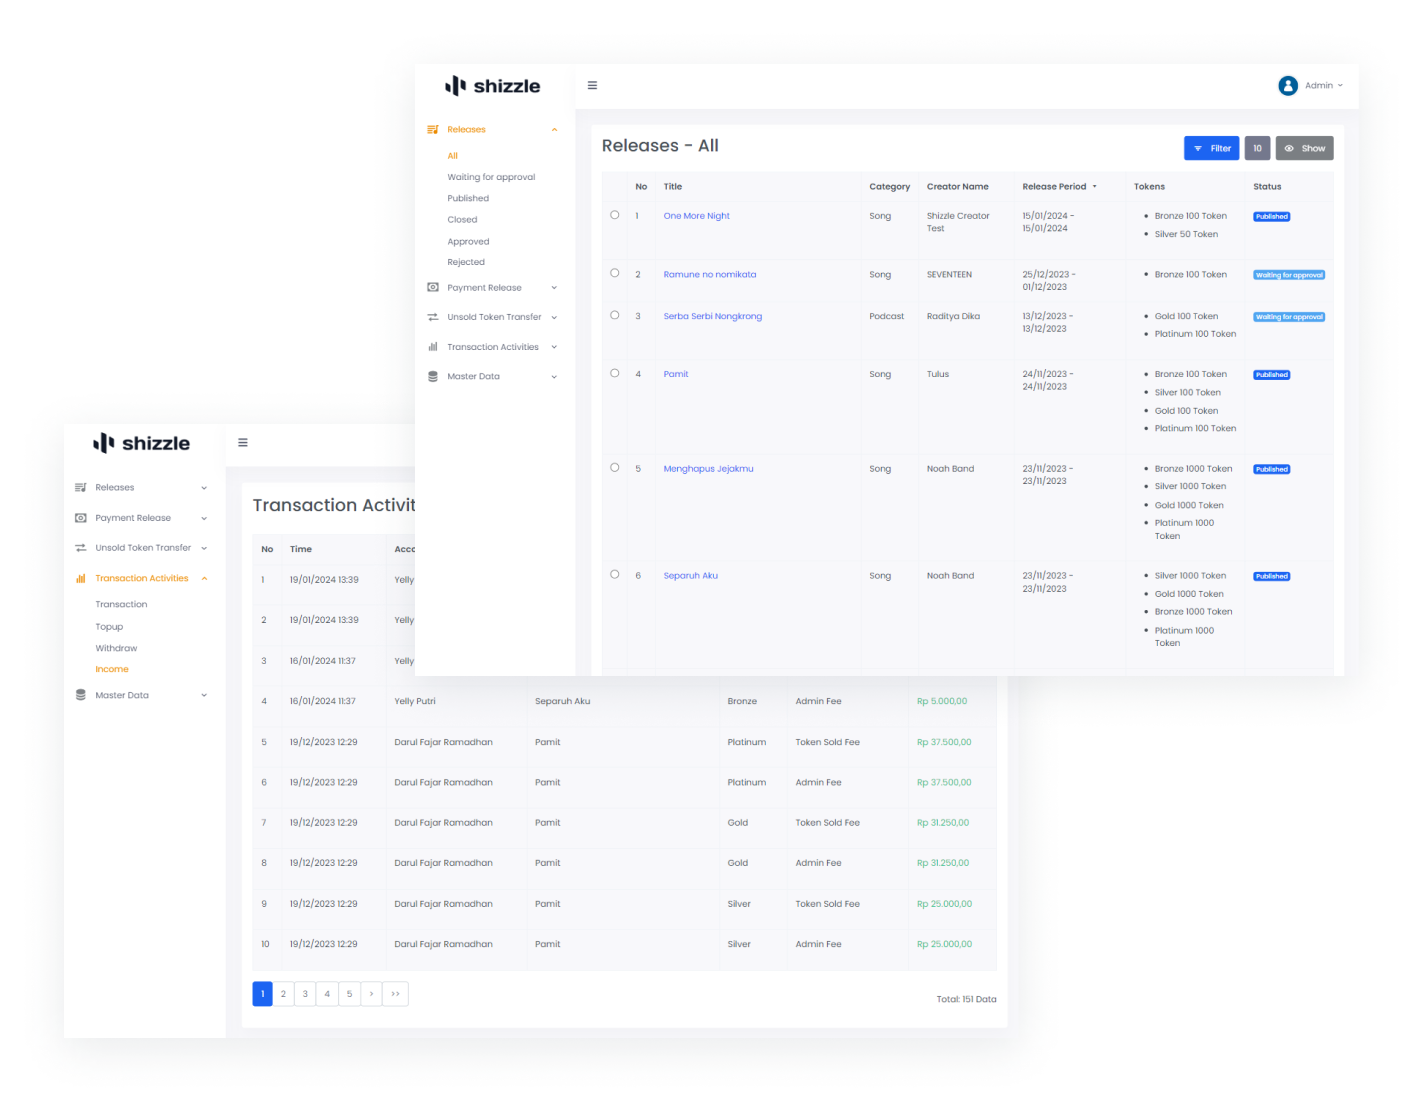 shizzle
Admin
Releases
All
Waiting for approval
Published
Closed
Approved
Rejected
Payment Release
Unsold Token Transfer
Transaction Activities
Master Data
Releases - All
Filter
10
Show
No Title Category Creator Name Release Period Tokens Status
1 One More Night Song Shizzle Creator 15/01/2024 - Bronze 100 Token Published
Test 15/01/2024 Silver 50 Token
2 Ramune no nomikata Song SEVENTEEN 25/12/2023 - Bronze 100 Token Waiting for approval
01/12/2023
3 Serba Serbi Nongkrong Podcast Raditya Dika 13/12/2023 - Gold 100 Token Waiting for approval
13/12/2023 Platinum 100 Token
4 Pamit Song Tulus 24/11/2023 - Bronze 100 Token Published
24/11/2023 Silver 100 Token
Gold 100 Token
Platinum 100 Token
5 Menghapus Jejakmu Song Noah Band 23/11/2023 - Bronze 1000 Token Published
23/11/2023 Silver 1000 Token
Gold 1000 Token
Platinum 1000
Token
6 Separuh Aku Song Noah Band 23/11/2023 - Silver 1000 Token Published
23/11/2023 Gold 1000 Token
Bronze 1000 Token
Platinum 1000
Token
shizzle
Releases
Payment Release
Unsold Token Transfer
Transaction Activities
Transaction
Topup
Withdraw
Income
Master Data
Transaction Activit
No Time Acco
1 19/01/2024 13:39 Yelly
2 19/01/2024 13:39 Yelly
3 16/01/2024 11:37 Yelly
4 16/01/2024 11:37 Yelly Putri Separuh Aku Bronze Admin Fee Rp 5.000,00
5 19/12/2023 12:29 Darul Fajar Ramadhan Pamit Platinum Token Sold Fee Rp 37.500,00
6 19/12/2023 12:29 Darul Fajar Ramadhan Pamit Platinum Admin Fee Rp 37.500,00
7 19/12/2023 12:29 Darul Fajar Ramadhan Pamit Gold Token Sold Fee Rp 31.250,00
8 19/12/2023 12:29 Darul Fajar Ramadhan Pamit Gold Admin Fee Rp 31.250,00
9 19/12/2023 12:29 Darul Fajar Ramadhan Pamit Silver Token Sold Fee Rp 25.000,00
10 19/12/2023 12:29 Darul Fajar Ramadhan Pamit Silver Admin Fee Rp 25.000,00
1 2 3 4 5 > >>
Total: 151 Data